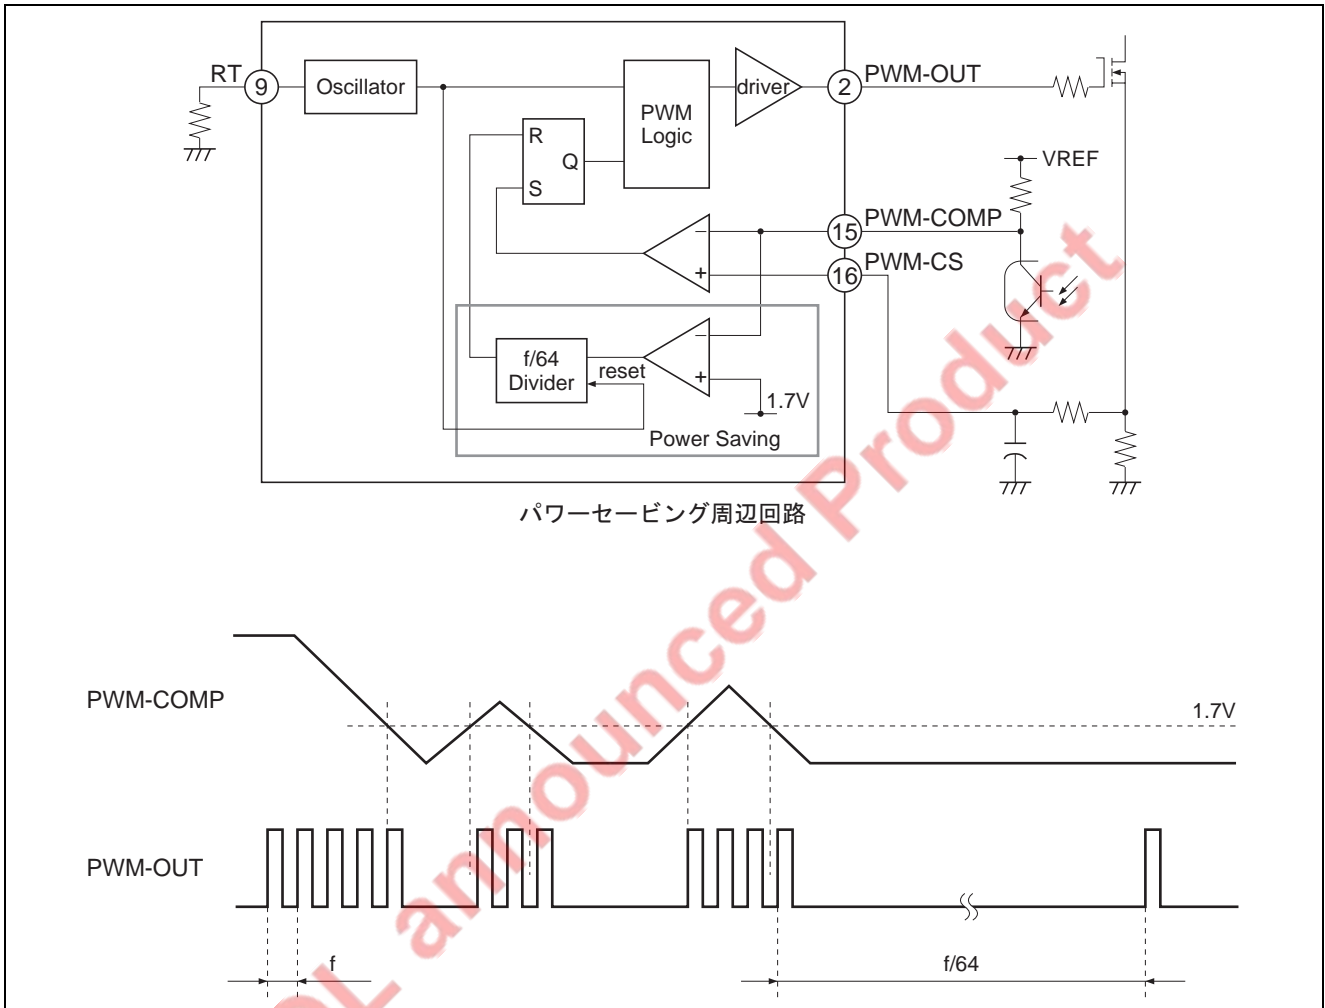 RT
9
Oscillator
PWM
Logic
driver
2
PWM-OUT
R
Q
S
VREF
15
PWM-COMP
16
PWM-CS
−
+
f/64
Divider
reset
−
+
1.7V
Power Saving
パワーセービング周辺回路
PWM-COMP
1.7V
PWM-OUT
f
f/64
OL announced Product